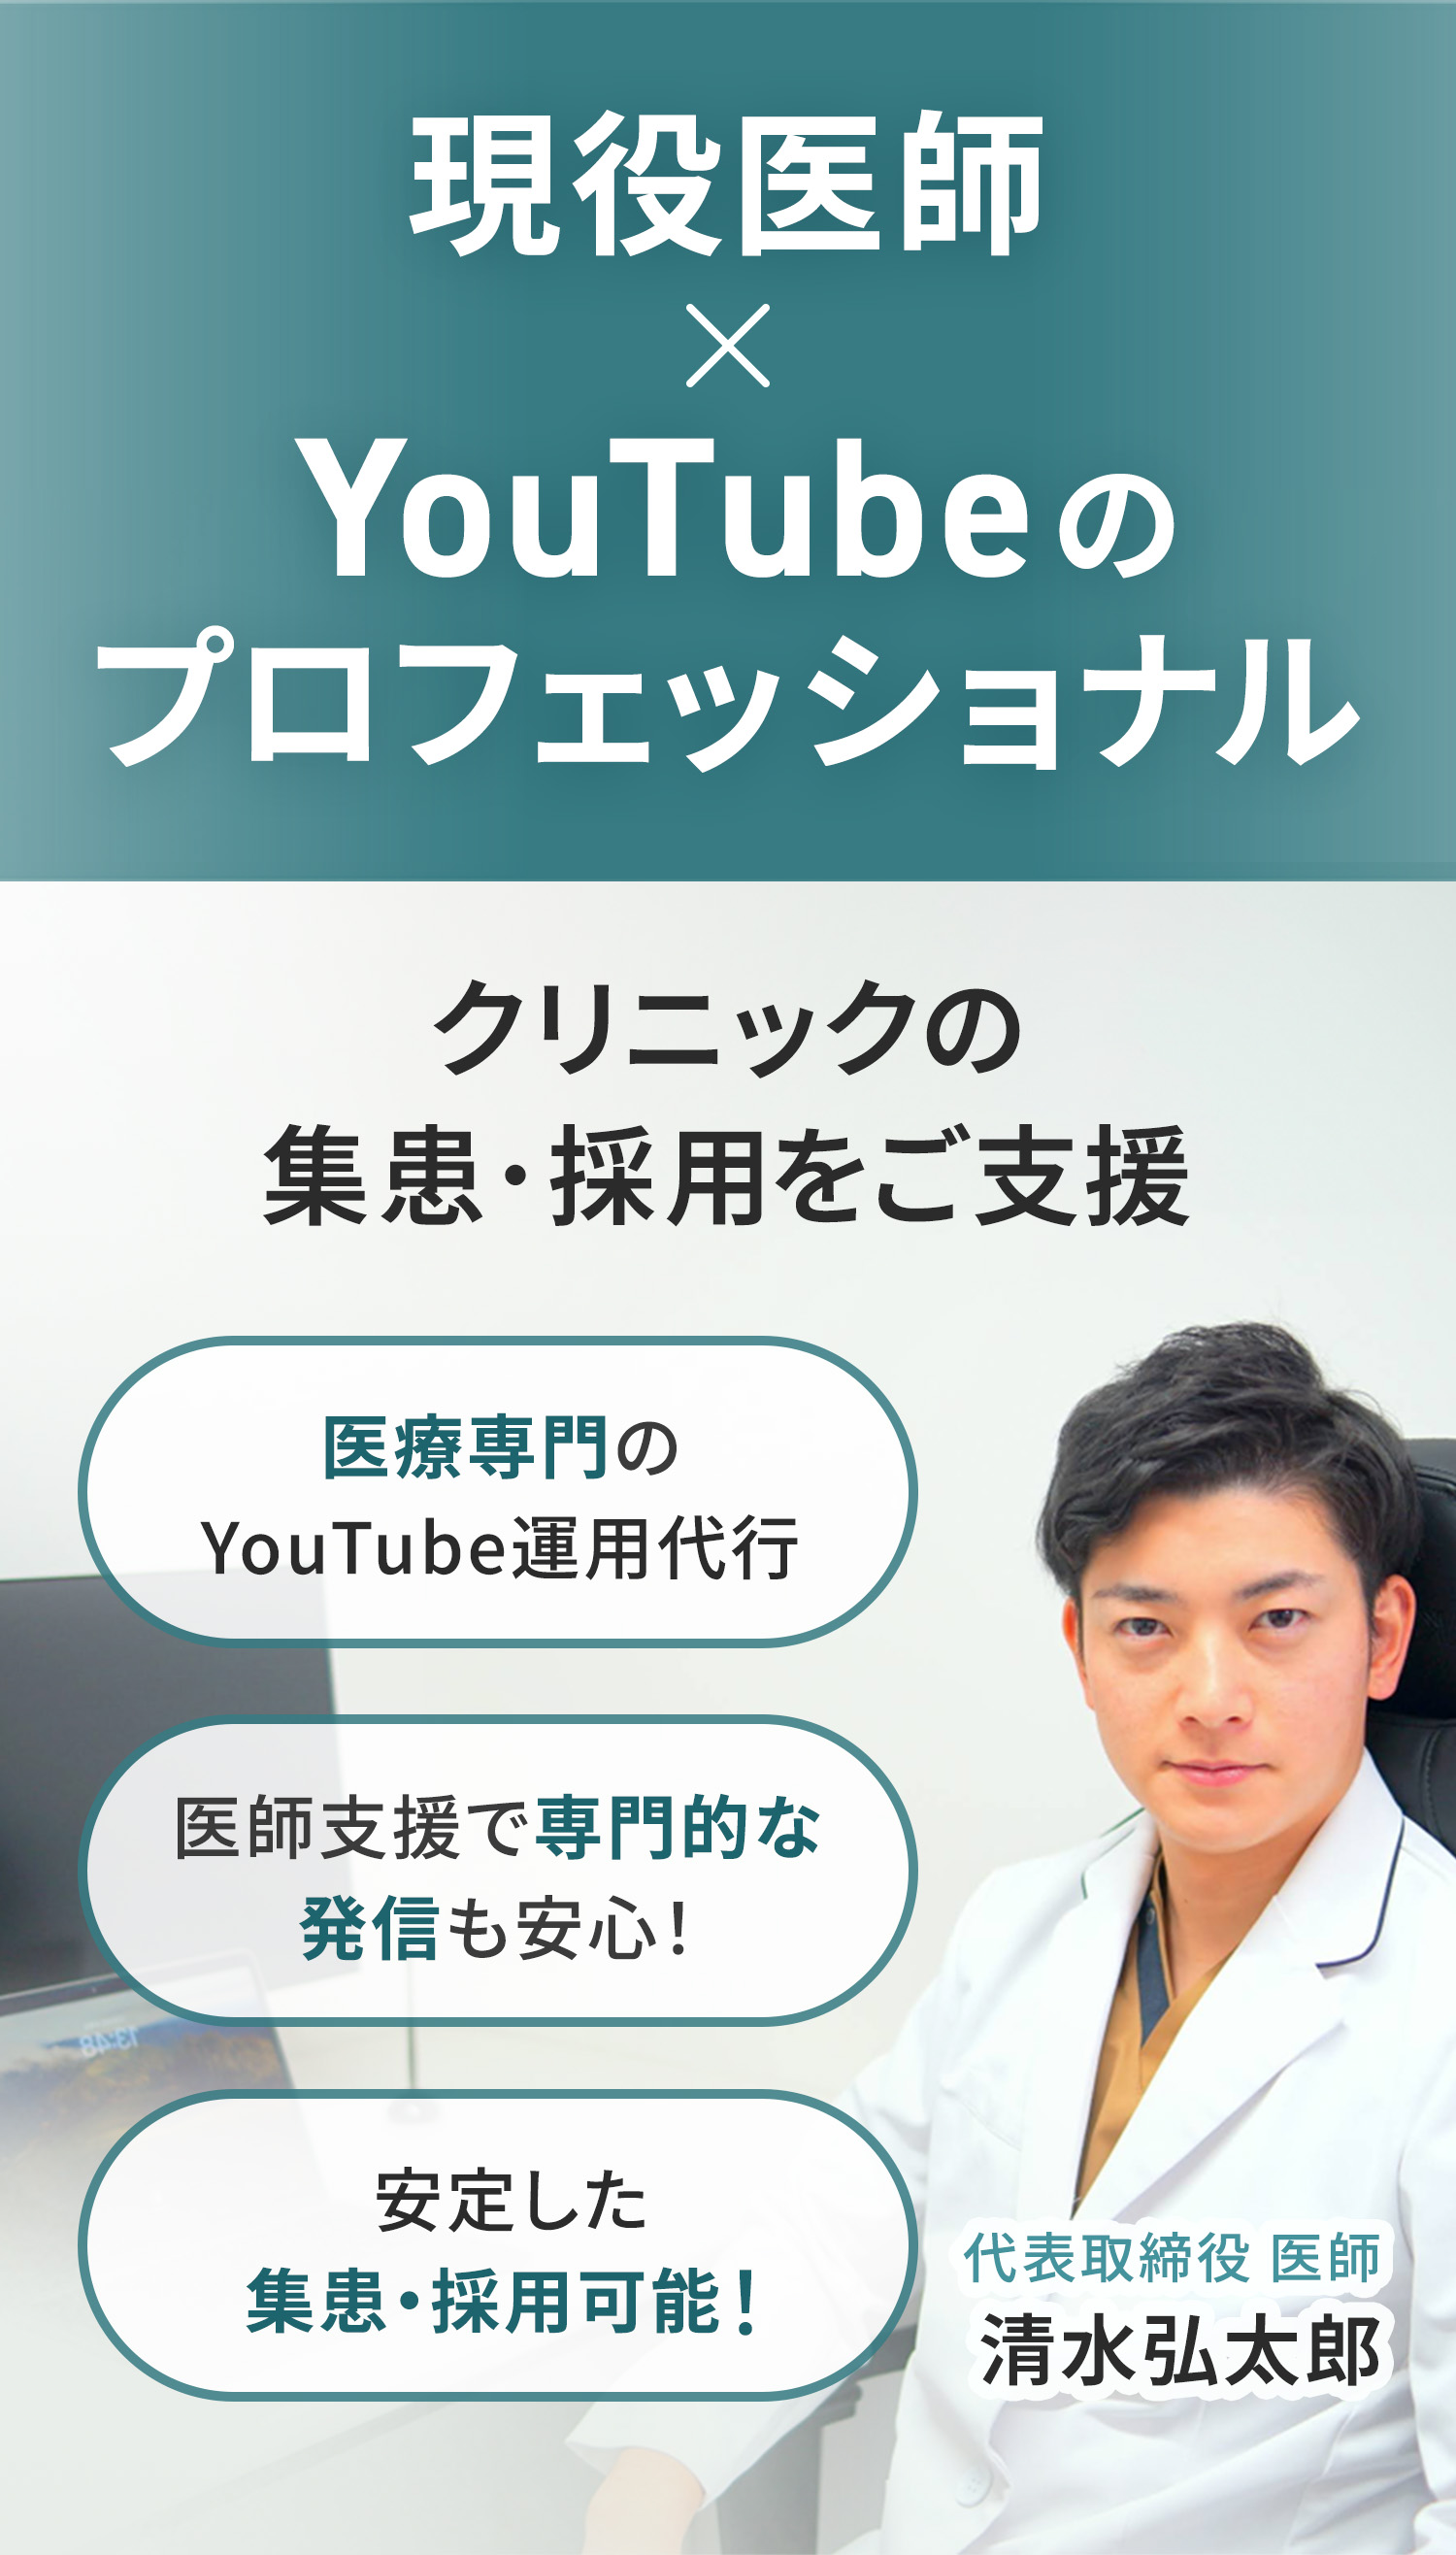 現役医師
×
YouTubeの
プロフェッショナル
クリニックの
集患・採用をご支援
医療専門の
YouTube運用代行
医師支援で専門的な
発信も安心！
13:48
安定した
集患・採用可能！
代表取締役 医師
清水弘太郎